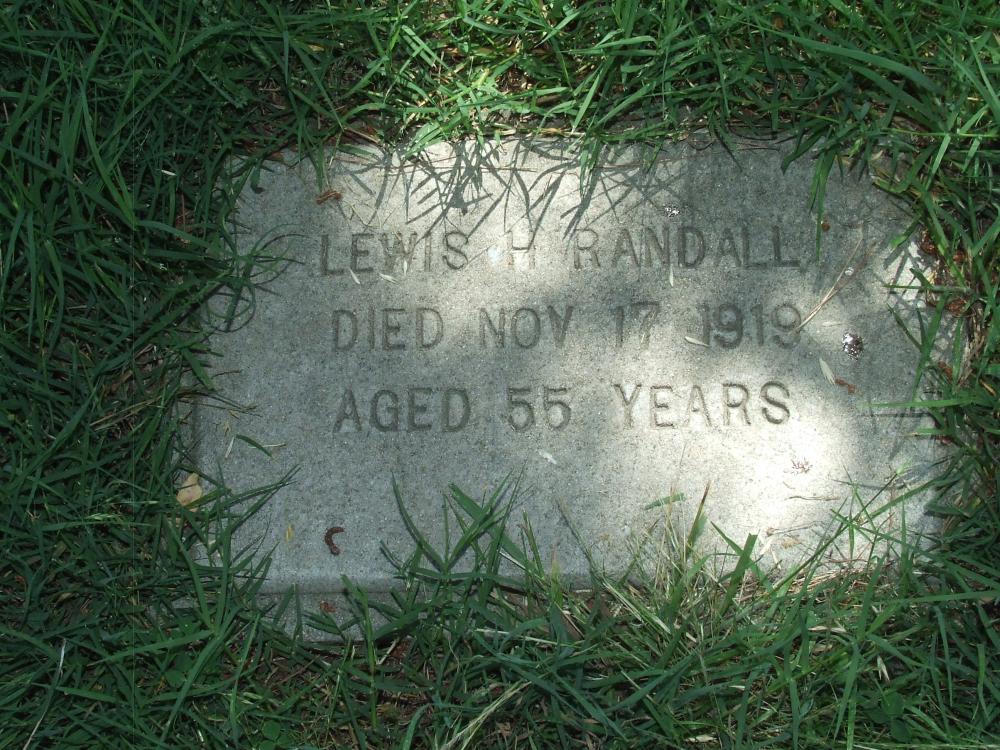 LEWIS H RANDALL
DIED NOV 17 1919
AGED 55 YEARS